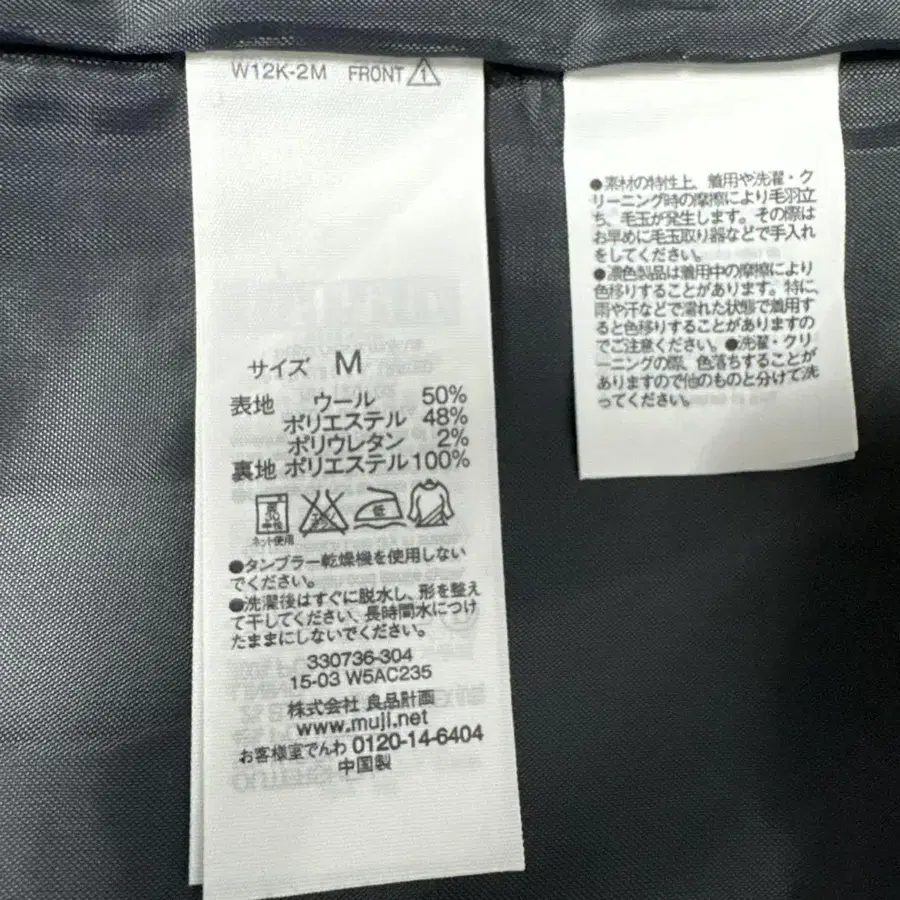 W12K-2M FRONT 1
サイズ M
表地 ウール 50%
ポリエステル 48%
ポリウレタン 2%
裏地 ポリエステル 100%
ネット使用
エンソ
低
●タンブラー乾燥機を使用しない
でください。
●洗濯後はすぐに脱水し、形を整え
て干してください、長時間水につけ
たままにしないでください。
330736-304
15-03 W5AC235
株式会社 良品計画
www.muji.net
お客様室でんわ 0120-14-6404
中国製
●素材の特性上、着用や洗濯・ク
リーニング時の摩擦により毛羽立
ち、毛玉が発生します。その際は
お早めに毛玉取り器などで手入れ
をしてください。
●濃色製品は着用中の摩擦により
色移りすることがあります。特に、
雨や汗などで濡れた状態で着用す
ると色移りすることがありますの
でご注意ください。●洗濯・クリ
ーニングの際、色落ちすることが
ありますので他のものと分けて洗
ってください。